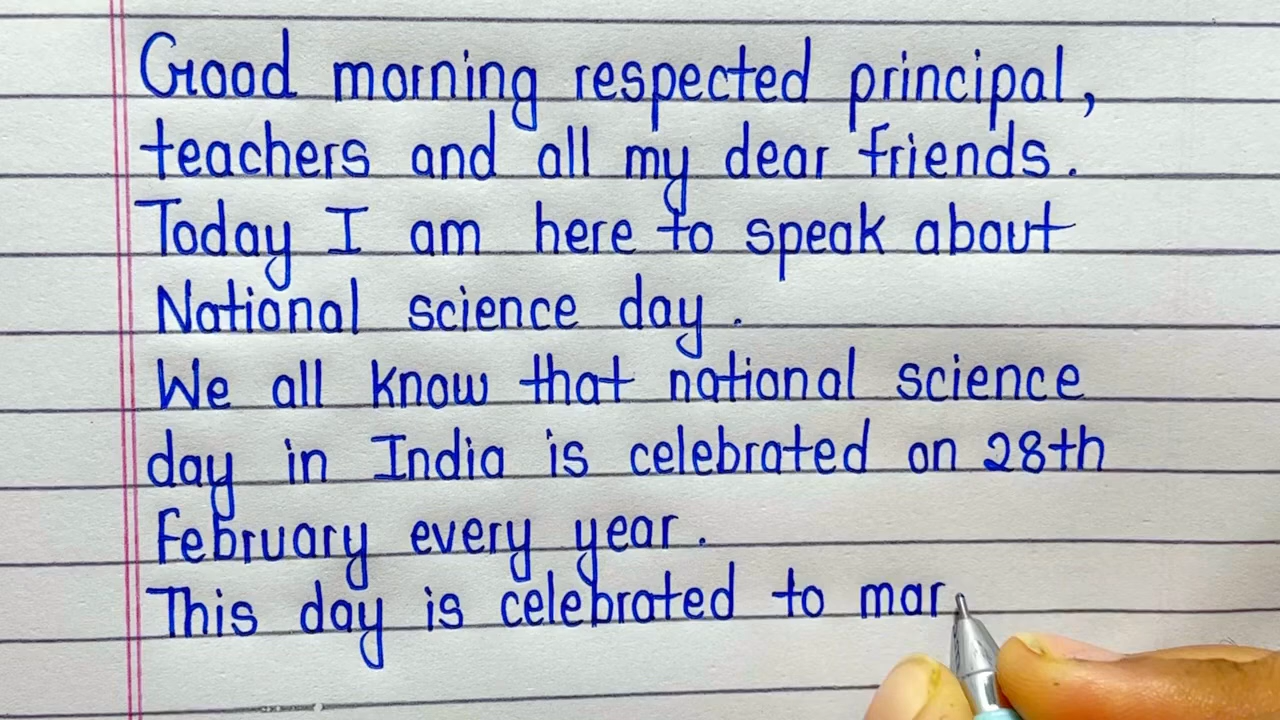 Good morning respected principal,
teachers and all my dear friends.
Today I am here to speak about
National science day.
We all know that national science
day in India is celebrated on 28th
February every year.
This day is celebrated to mar